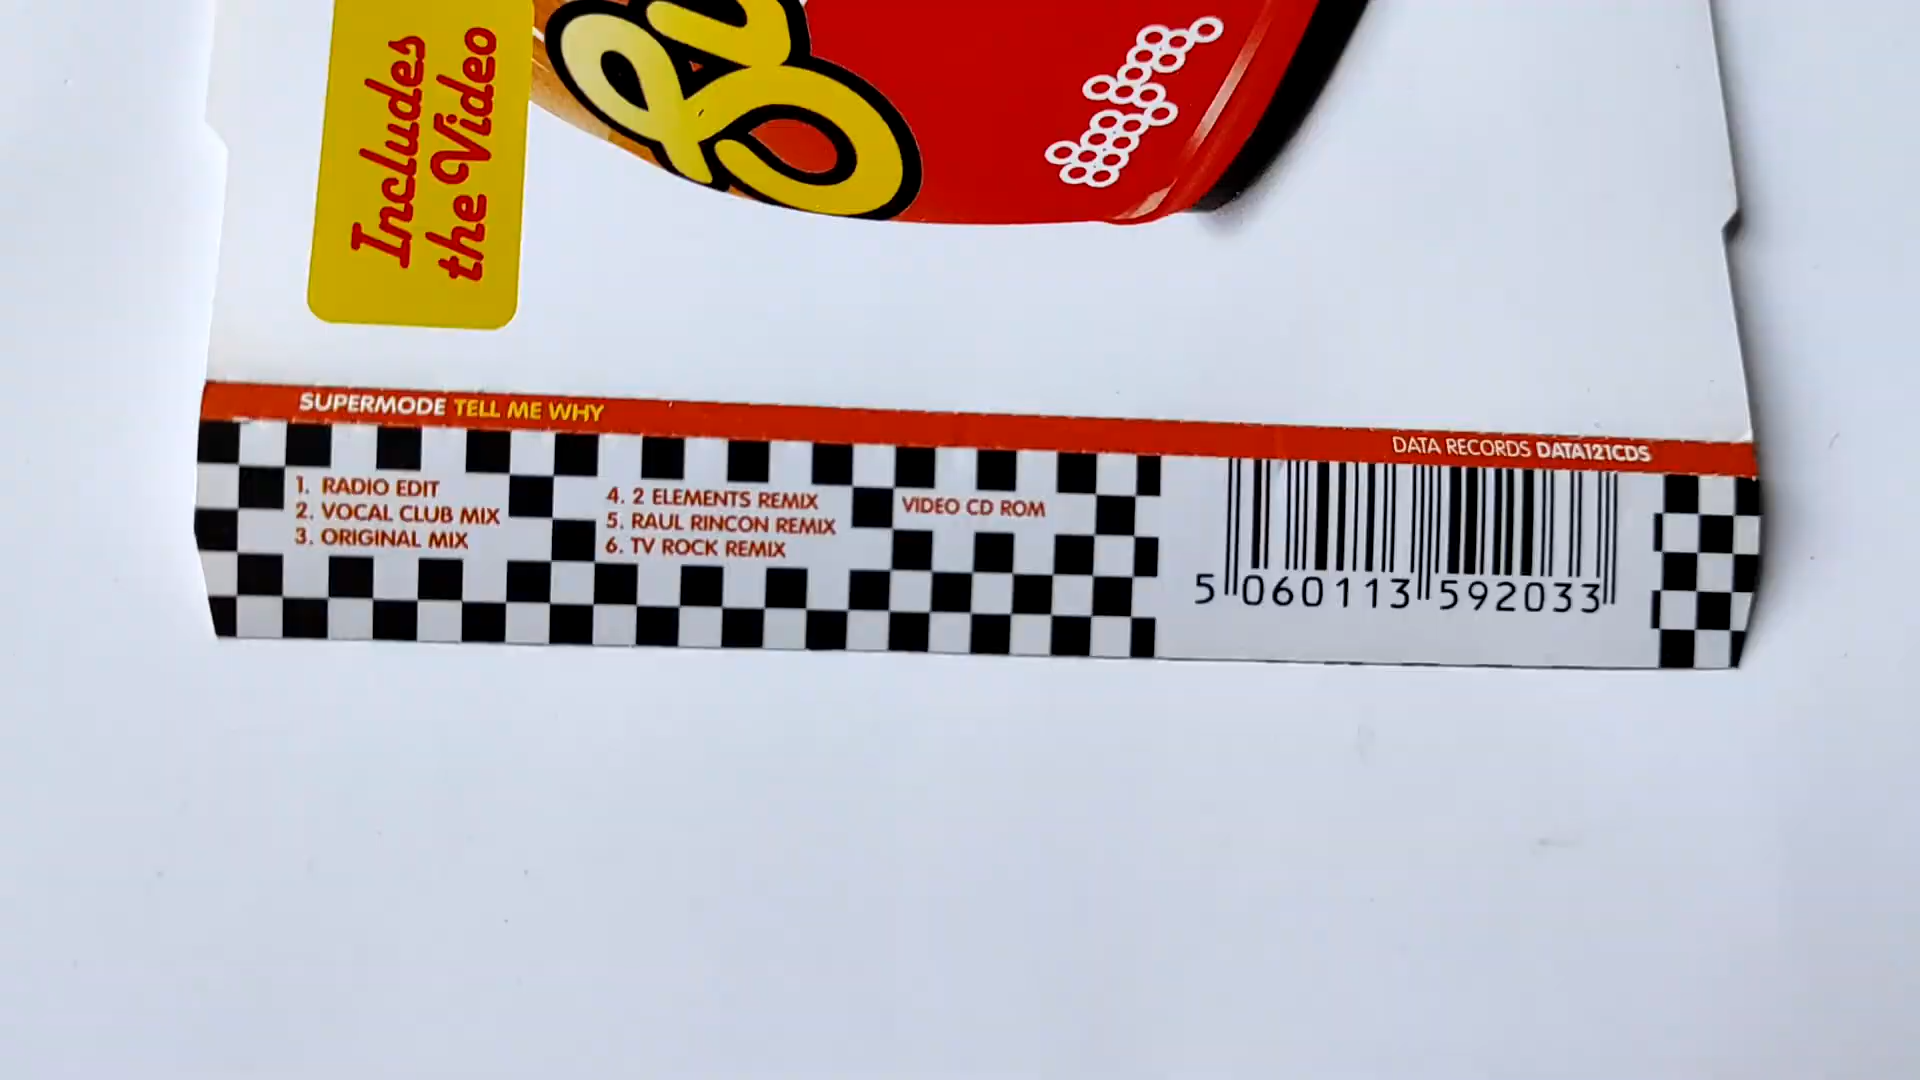 Includes
the Video
SUPERMODE TELL ME WHY
DATA RECORDS DATA121CDS
1. RADIO EDIT
2. VOCAL CLUB MIX
3. ORIGINAL MIX
4. 2 ELEMENTS REMIX
5. RAUL RINCON REMIX
6. TV ROCK REMIX
VIDEO CD ROM
5 060113 592033